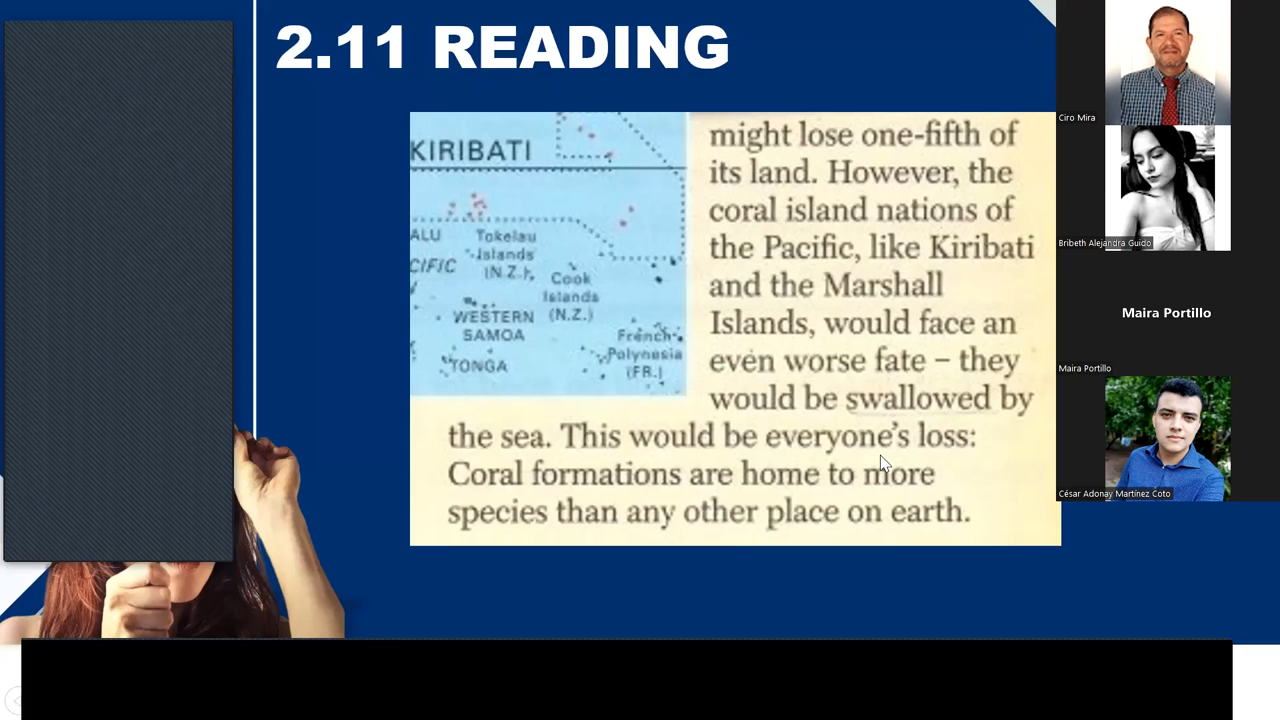 2.11 READING
KIRIBATI
ALU
Tokelau
Islands
(N.Z.)
CIFIC
Cook
Islands
(N.Z.)
WESTERN
SAMOA
TONGA
French
Polynesia
(FR.)
might lose one-fifth of
its land. However, the
coral island nations of
the Pacific, like Kiribati
and the Marshall
Islands, would face an
even worse fate – they
would be swallowed by
the sea. This would be everyone's loss:
Coral formations are home to more
species than any other place on earth.
Ciro Mira
Bribeth Alejandra Guido
Maira Portillo
Maira Portillo
César Adonay Martínez Coto